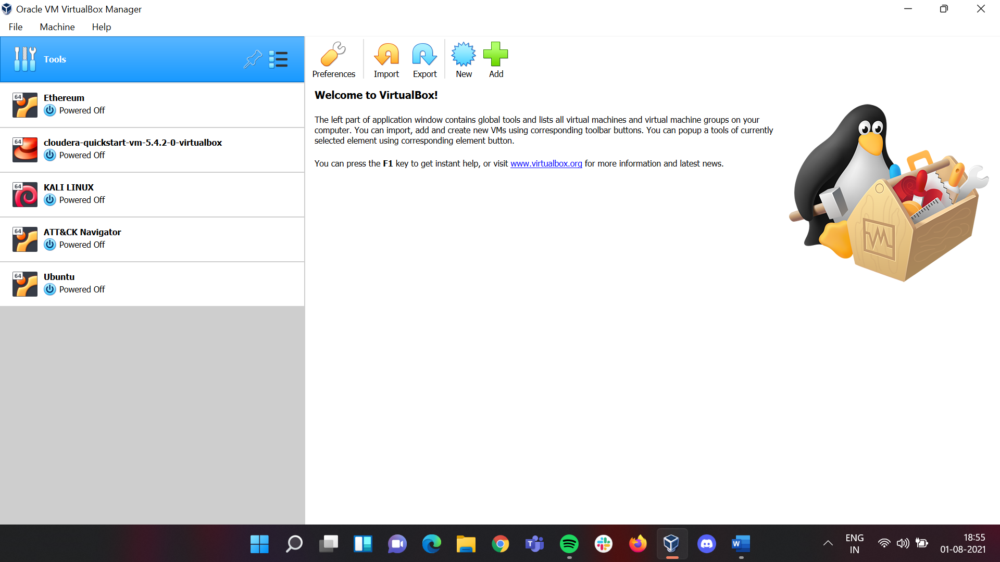 Oracle VM VirtualBox Manager
File Machine Help
Tools
64
Ethereum
Powered Off
64
cloudera-quickstart-vm-5.4.2-0-virtualbox
Powered Off
64
KALI LINUX
Powered Off
64
ATT&CK Navigator
Powered Off
64
Ubuntu
Powered Off
Preferences Import Export New Add
Welcome to VirtualBox!
The left part of application window contains global tools and lists all virtual machines and virtual machine groups on your
computer. You can import, add and create new VMs using corresponding toolbar buttons. You can popup a tools of currently
selected element using corresponding element button.
You can press the F1 key to get instant help, or visit www.virtualbox.org for more information and latest news.
ENG
IN
18:55
01-08-2021